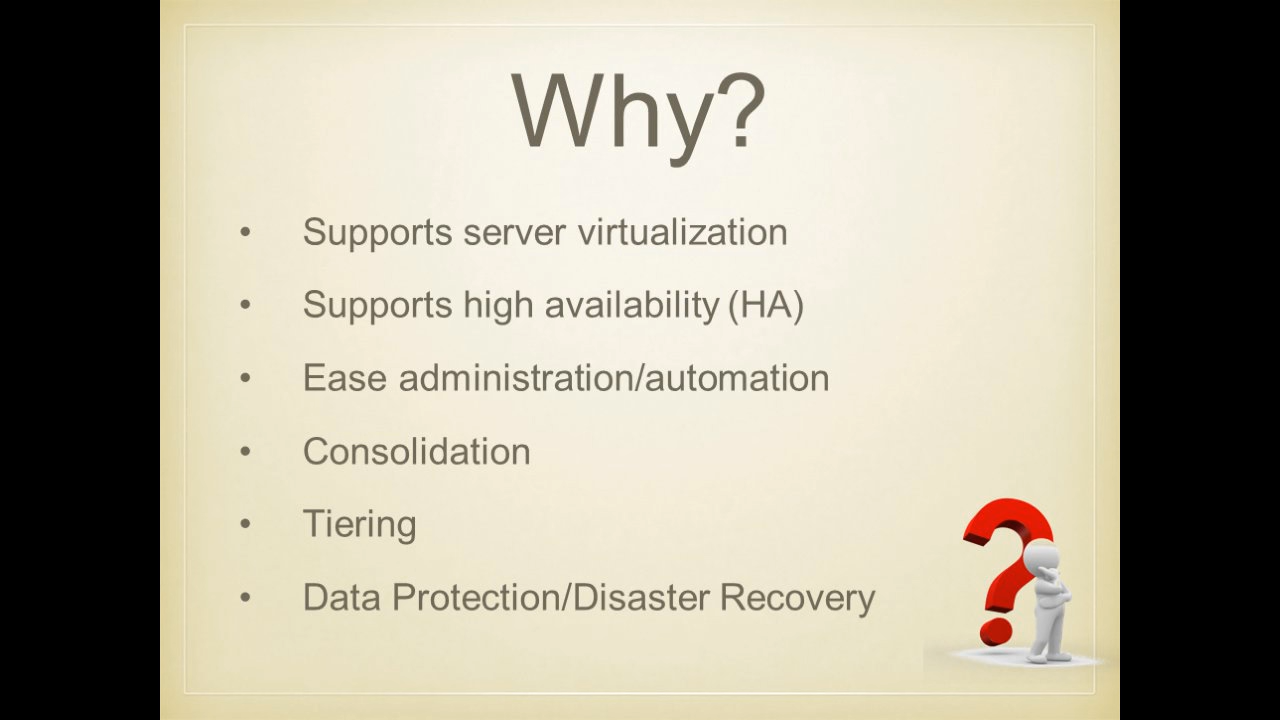 Why?
• Supports server virtualization
• Supports high availability (HA)
• Ease administration/automation
• Consolidation
• Tiering
• Data Protection/Disaster Recovery